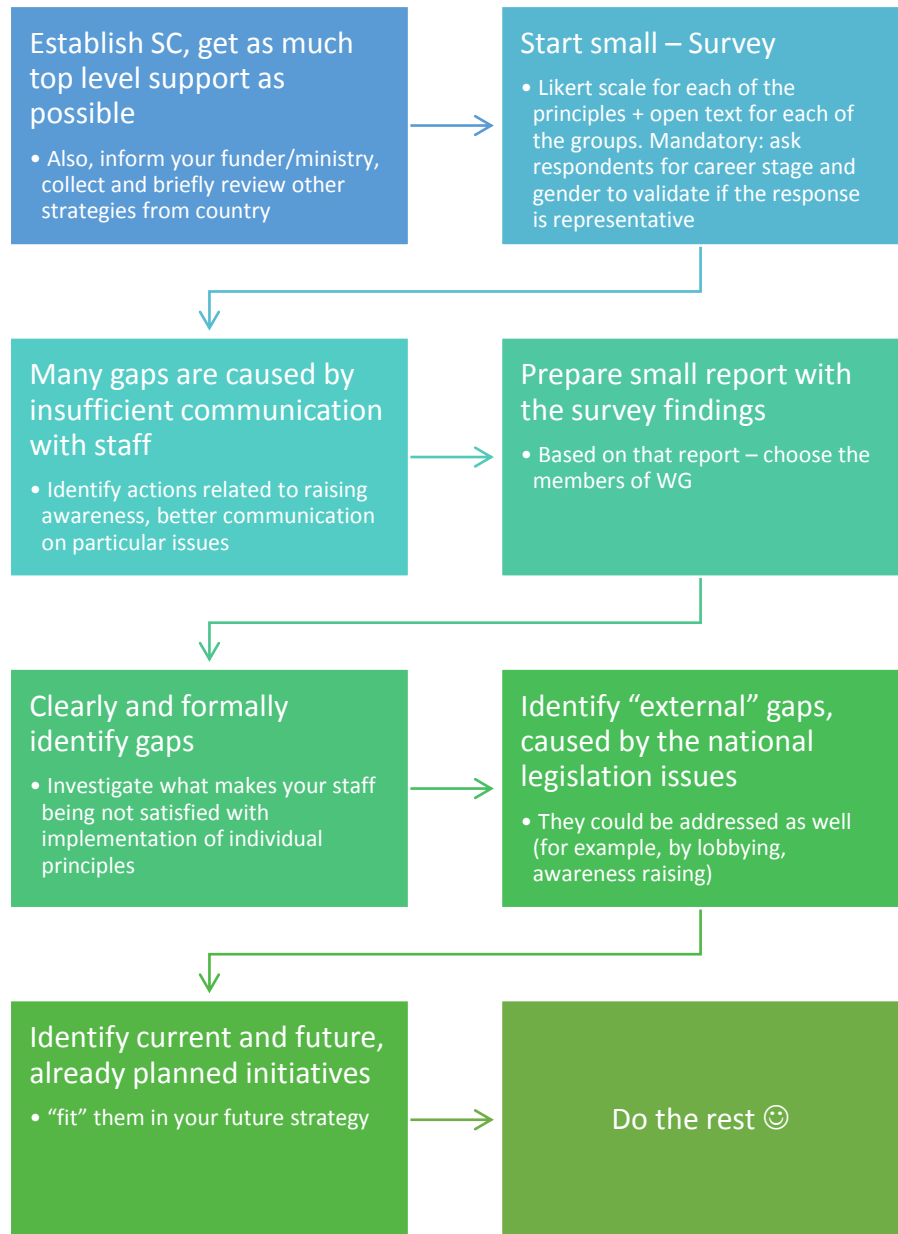 Establish SC, get as much
top level support as
possible
• Also, inform your funder/ministry,
collect and briefly review other
strategies from country
Start small – Survey
• Likert scale for each of the
principles + open text for each of
the groups. Mandatory: ask
respondents for career stage and
gender to validate if the response
is representative
Many gaps are caused by
insufficient communication
with staff
• Identify actions related to raising
awareness, better communication
on particular issues
Prepare small report with
the survey findings
• Based on that report – choose the
members of WG
Clearly and formally
identify gaps
• Investigate what makes your staff
being not satisfied with
implementation of individual
principles
Identify “external” gaps,
caused by the national
legislation issues
• They could be addressed as well
(for example, by lobbying,
awareness raising)
Identify current and future,
already planned initiatives
• “fit” them in your future strategy
Do the rest ☺